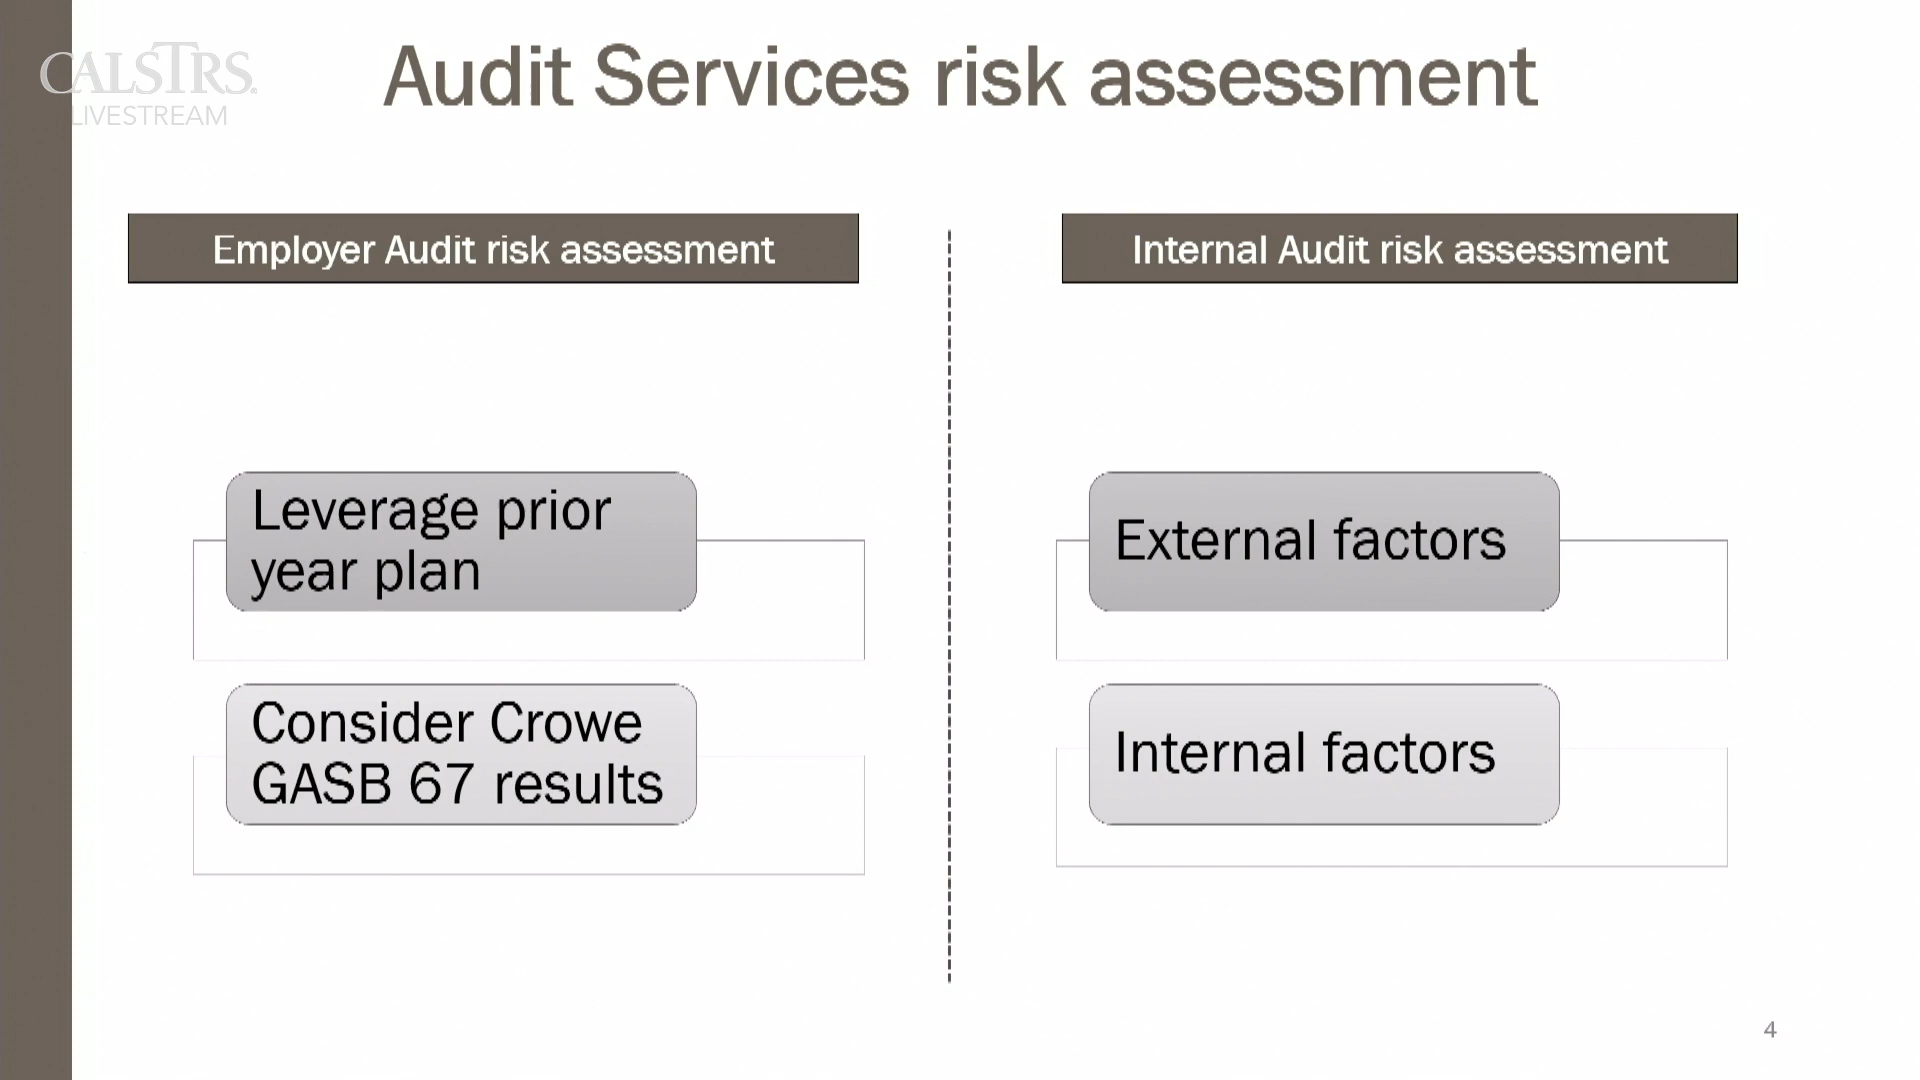 CALSTRS.
LIVESTREAM
Audit Services risk assessment
Employer Audit risk assessment
Leverage prior
year plan
Consider Crowe
GASB 67 results
Internal Audit risk assessment
External factors
Internal factors
4